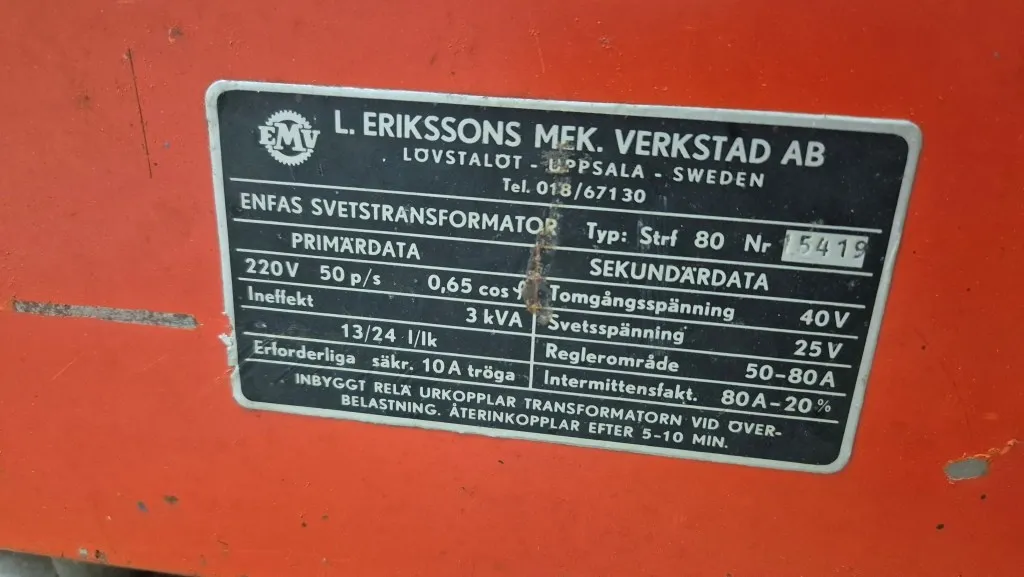 EMV
L. ERIKSSONS MEK. VERKSTAD AB
LÖVSTALÖT - UPPSALA - SWEDEN
Tel. 018/67130
ENFAS SVETSTRANSFORMATOR Typ: Strf 80 Nr 15419
PRIMÄRDATA
220V 50 p/s 0,65 cos
Ineffekt 3 kVA
13/24 I/Ik
Erforderliga säkr. 10 A tröga
SEKUNDÄRDATA
Tomgångsspänning 40V
Svetsspänning 25V
Reglerområde 50-80A
Intermittensfakt. 80A-20%
INBYGGT RELÄ URKOPPLAR TRANSFORMATORN VID ÖVER-
BELASTNING. ÅTERINKOPPLAR EFTER 5-10 MIN.